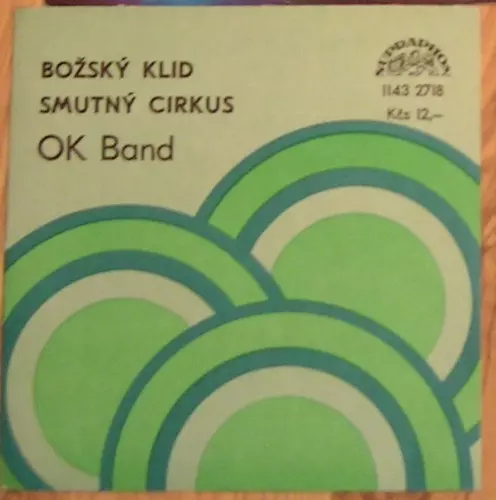 BOŽSKÝ KLID
SMUTNÝ CIRKUS
OK Band
SUPRAPHON
1143 2718
Kčs 12,–